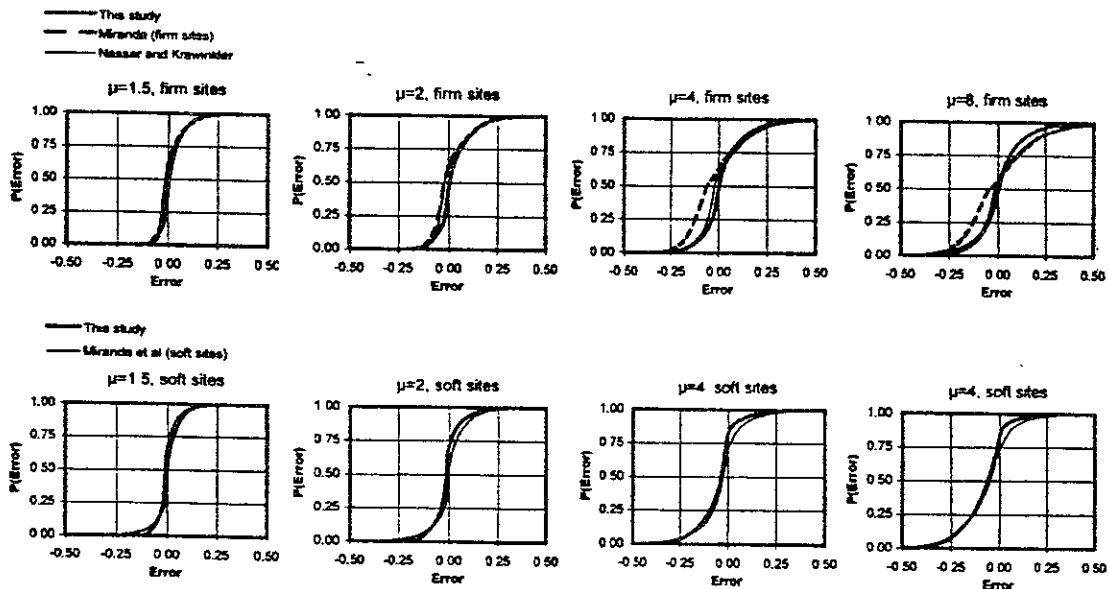 This study
Miranda (firm sites)
Nassar and Krawinkler
µ=1.5, firm sites
µ=2, firm sites
µ=4, firm sites
µ=8, firm sites
P(Error)
1.00
0.75
0.50
0.25
0.00
-0.50 -0.25 0.00 0.25 0.50
Error
P(Error)
1.00
0.75
0.50
0.25
0.00
-0.50 -0.25 0.00 0.25 0.50
Error
P(Error)
1 00
0 75
0 50
0 25
0 00
-0 50 -0 25 0 00 0 25 0 50
Error
P(Error)
1 00
0 75
0 50
0 25
0 00
-0 50 -0 25 0 00 0 25 0 50
Error
This study
Miranda et al (soft sites)
µ=1 5, soft sites
µ=2, soft sites
µ=4 soft sites
µ=4, soft sites
P(Error)
1.00
0.75
0.50
0.25
0.00
-0.50 -0.25 0.00 0.25 0.50
Error
P(Error)
1.00
0.75
0.50
0.25
0.00
-0.50 -0.25 0.00 0.25 0.50
Error
P(Error)
1 00
0.75
0 50
0 25
0 00
-0 50 -0 25 0 00 0 25 0 50
Error
P(Error)
1 00
0 75
0 50
0 25
0 00
-0 50 -0 25 0 00 0 25 0 50
Error